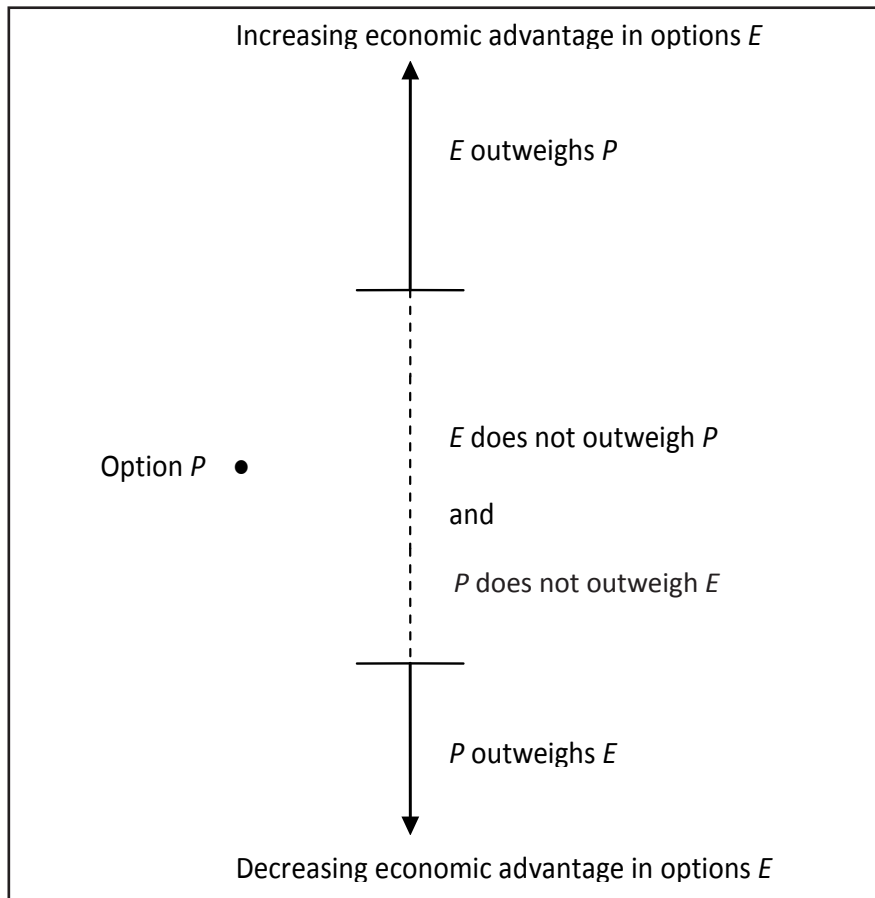 Increasing economic advantage in options E
E outweighs P
E does not outweigh P
Option P
and
P does not outweigh E
P outweighs E
Decreasing economic advantage in options E